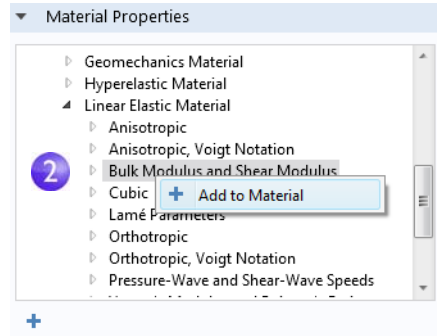 Material Properties
Geomechanics Material
Hyperelastic Material
Linear Elastic Material
Anisotropic
Anisotropic, Voigt Notation
2
Bulk Modulus and Shear Modulus
Cubic
Add to Material
Lamé Parameters
Orthotropic
Orthotropic, Voigt Notation
Pressure-Wave and Shear-Wave Speeds